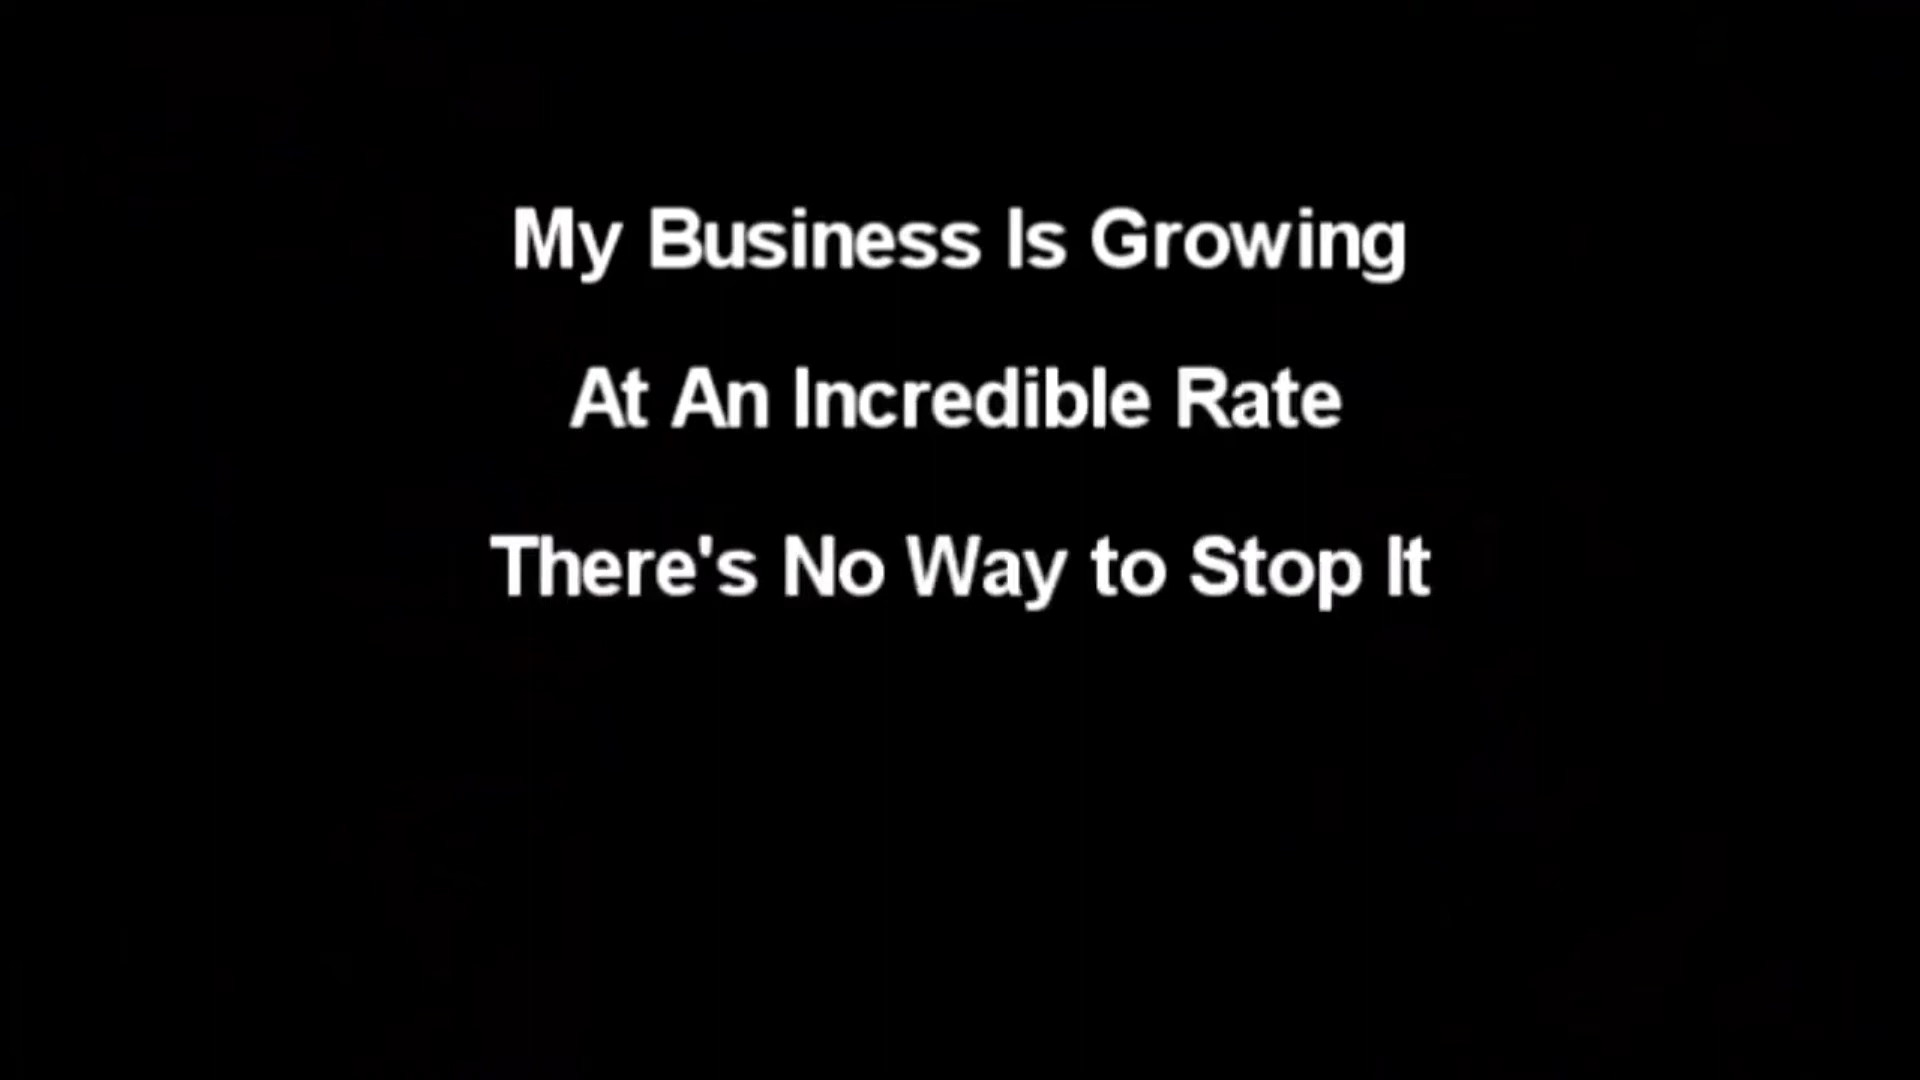 My Business Is Growing
At An Incredible Rate
There's No Way to Stop It